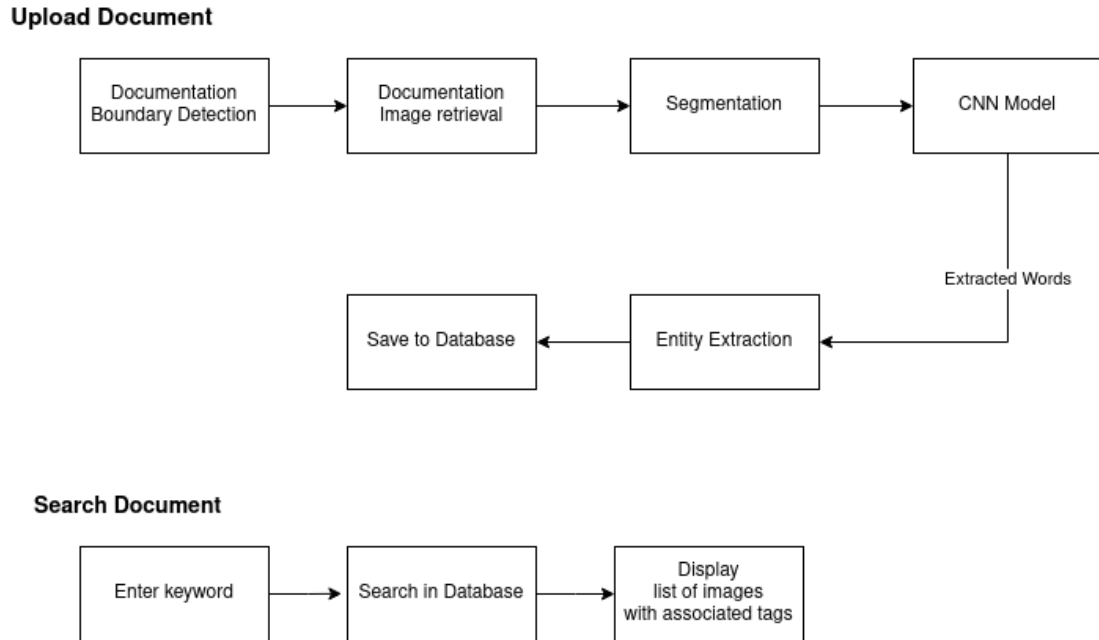 Upload Document
Documentation
Boundary Detection
Documentation
Image retrieval
Segmentation
CNN Model
Extracted Words
Save to Database
Entity Extraction
Search Document
Enter keyword
Search in Database
Display
list of images
with associated tags